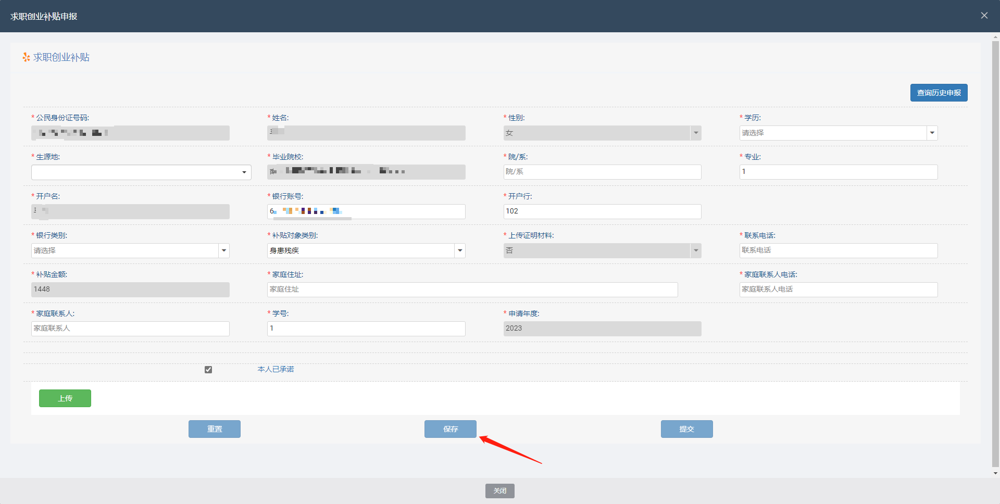 求职创业补贴申报
求职创业补贴
查询历史申报
* 公民身份证号码: * 姓名: * 性别: * 学历:
女 请选择
* 生源地: * 毕业院校: * 院/系: * 专业:
院/系 1
* 开户名: * 银行账号: * 开户行:
6 102
* 银行类别: * 补贴对象类别: * 上传证明材料: * 联系电话:
请选择 身患残疾 否 联系电话
* 补贴金额: * 家庭住址: * 家庭联系人电话:
1448 家庭住址 家庭联系人电话
* 家庭联系人: * 学号: * 申请年度:
家庭联系人 1 2023
本人已承诺
上传
重置 保存 提交
关闭